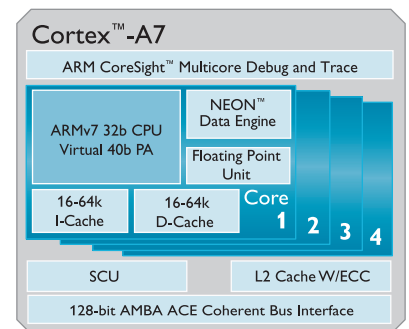 Cortex™-A7
ARM CoreSight™ Multicore Debug and Trace
ARMv7 32b CPU
Virtual 40b PA
NEON™
Data Engine
Floating Point
Unit
16-64k
I-Cache
16-64k
D-Cache
Core
1
2
3
4
SCU
L2 Cache W/ECC
128-bit AMBA ACE Coherent Bus Interface